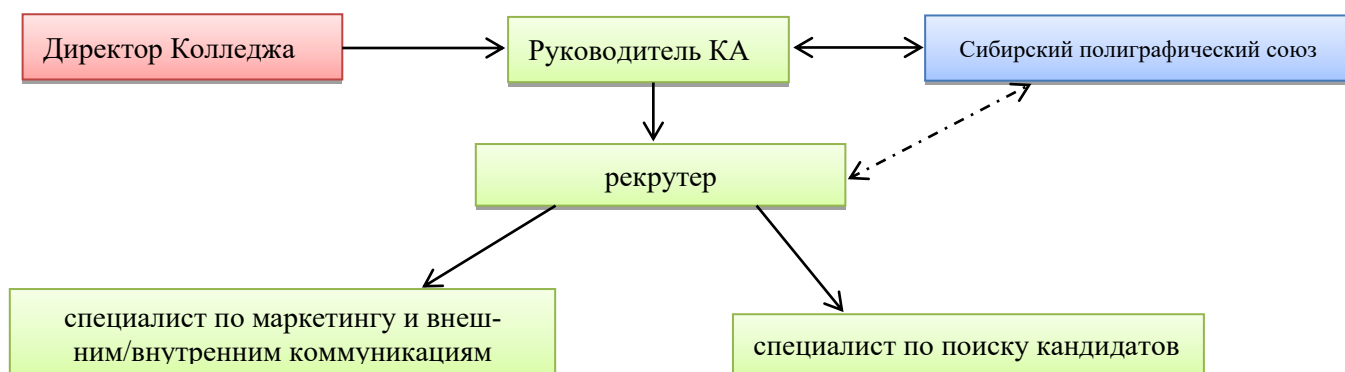 Директор Колледжа
Руководитель КА
Сибирский полиграфический союз
рекрутер
специалист по маркетингу и внеш-
ним/внутренним коммуникациям
специалист по поиску кандидатов